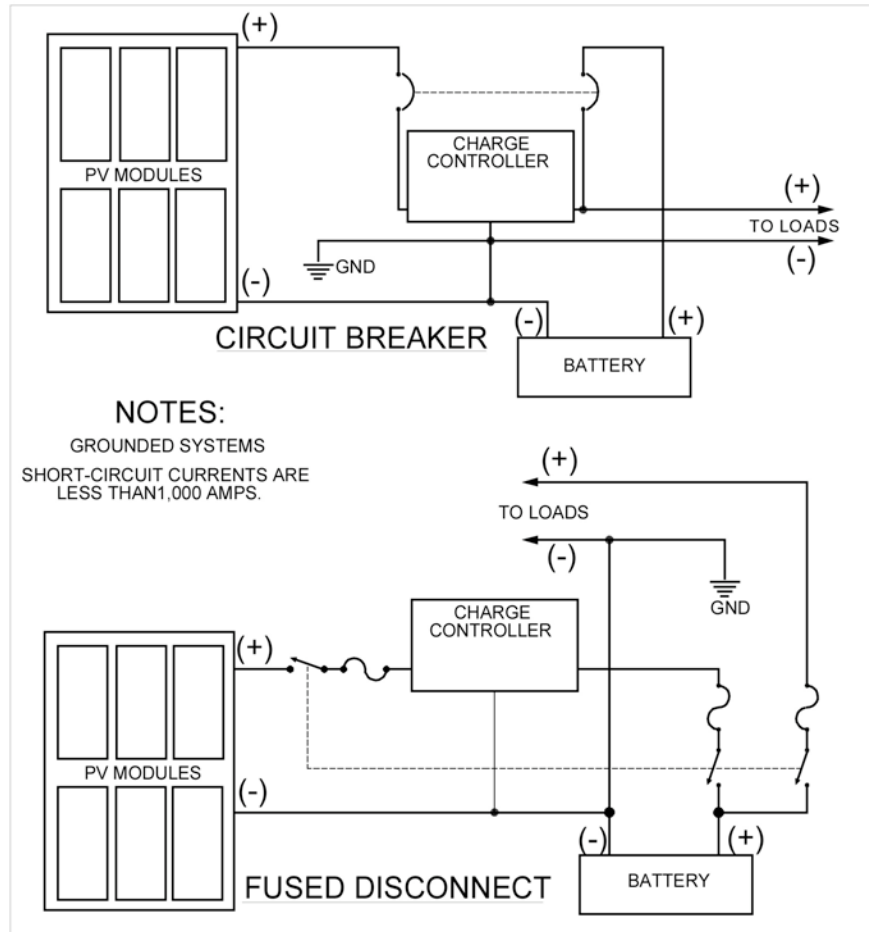 (+)
CHARGE
CONTROLLER
PV MODULES
(+)
TO LOADS
(-)
GND
(-)
CIRCUIT BREAKER
(-)
(+)
BATTERY
NOTES:
GROUNDED SYSTEMS
SHORT-CIRCUIT CURRENTS ARE
LESS THAN1,000 AMPS.
(+)
TO LOADS
(-)
GND
CHARGE
CONTROLLER
(+)
PV MODULES
(-)
(-)
(+)
BATTERY
FUSED DISCONNECT